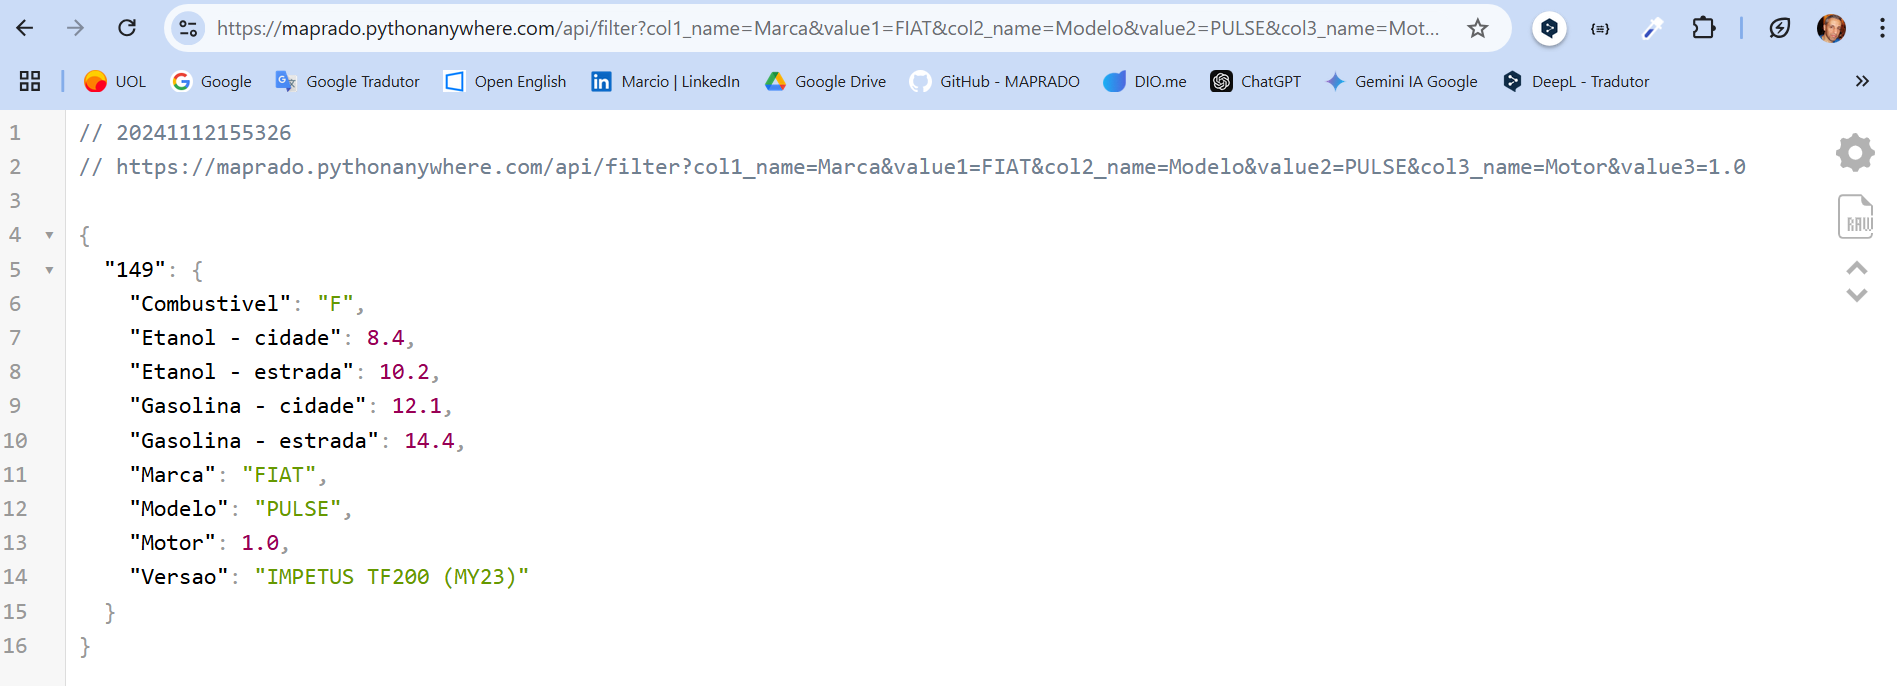 https://maprado.pythonanywhere.com/api/filter?col1_name=Marca&value1=FIAT&col2_name=Modelo&value2=PULSE&col3_name=Mot...
UOL Google Google Tradutor Open English Marcio | LinkedIn Google Drive GitHub - MAPRADO DIO.me ChatGPT Gemini IA Google DeepL - Tradutor »
1 // 20241112155326
2 // https://maprado.pythonanywhere.com/api/filter?col1_name=Marca&value1=FIAT&col2_name=Modelo&value2=PULSE&col3_name=Motor&value3=1.0
3
4 {
5 "149": {
6 "Combustivel": "F",
7 "Etanol - cidade": 8.4,
8 "Etanol - estrada": 10.2,
9 "Gasolina - cidade": 12.1,
10 "Gasolina - estrada": 14.4,
11 "Marca": "FIAT",
12 "Modelo": "PULSE",
13 "Motor": 1.0,
14 "Versao": "IMPETUS TF200 (MY23)"
15 }
16 }
RAW